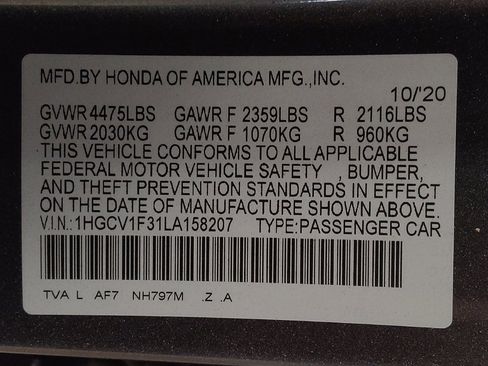 MFD.BY HONDA OF AMERICA MFG.,INC.
10/'20
GVWR 4475LBS GAWR F 2359LBS R 2116LBS
GVWR 2030KG GAWR F 1070KG R 960KG
THIS VEHICLE CONFORMS TO ALL APPLICABLE
FEDERAL MOTOR VEHICLE SAFETY , BUMPER,
AND THEFT PREVENTION STANDARDS IN EFFECT
ON THE DATE OF MANUFACTURE SHOWN ABOVE.
V.I.N.: 1HGCV1F31LA158207 TYPE:PASSENGER CAR
TVA L AF7 NH797M .Z .A